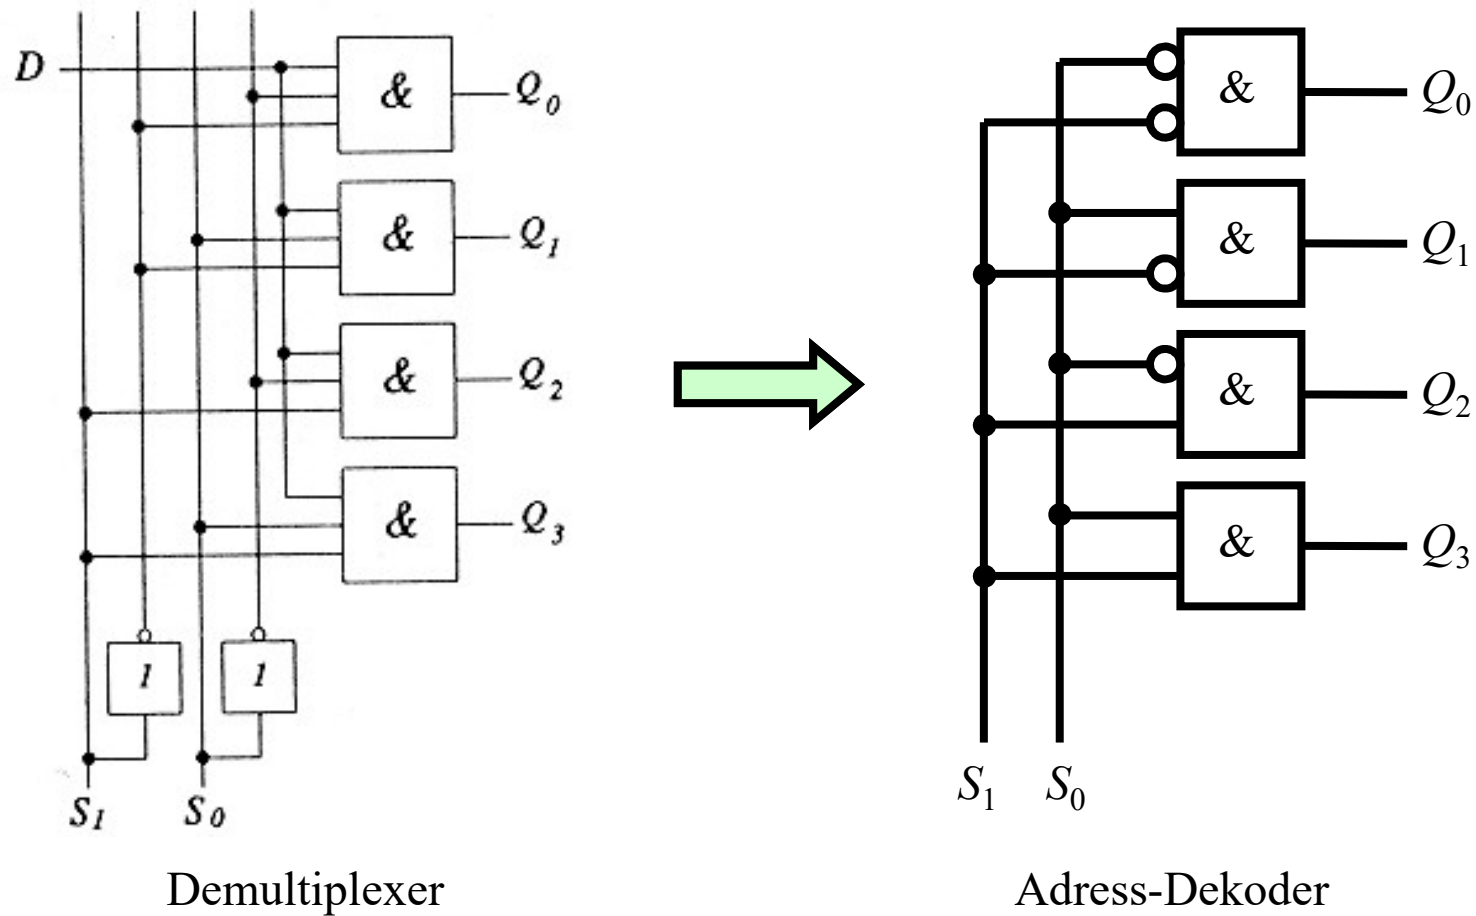 D & Q0
& Q1
& Q2
& Q3
1 1
S1 S0
Demultiplexer
& Q0
& Q1
& Q2
& Q3
S1 S0
Adress-Dekoder